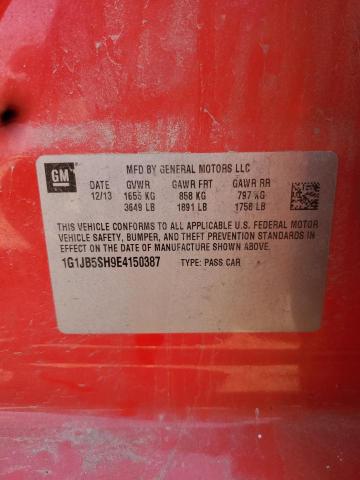 GM
MFD BY GENERAL MOTORS LLC
DATE GVWR GAWR FRT GAWR RR
12/13 1655 KG 858 KG 797 KG
3649 LB 1891 LB 1758 LB
THIS VEHICLE CONFORMS TO ALL APPLICABLE U.S. FEDERAL MOTOR
VEHICLE SAFETY, BUMPER, AND THEFT PREVENTION STANDARDS IN
EFFECT ON THE DATE OF MANUFACTURE SHOWN ABOVE.
1G1JB5SH9E4150387 TYPE: PASS CAR